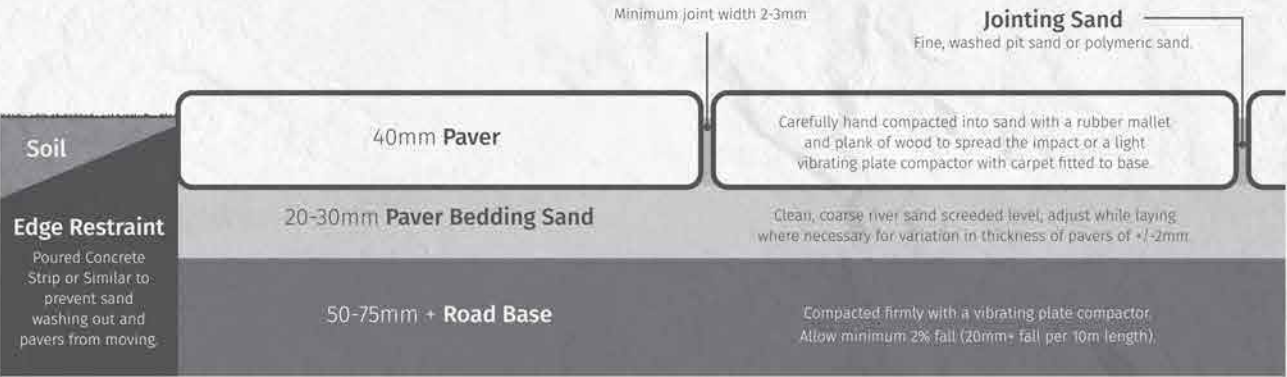 Minimum joint width 2-3mm
Jointing Sand
Fine, washed pit sand or polymeric sand.
Soil
40mm Paver
Carefully hand compacted into sand with a rubber mallet
and plank of wood to spread the impact or a light
vibrating plate compactor with carpet fitted to base.
20-30mm Paver Bedding Sand
Clean, coarse river sand screeded level, adjust while laying
where necessary for variation in thickness of pavers of +/-2mm.
Edge Restraint
Poured Concrete
Strip or Similar to
prevent sand
washing out and
pavers from moving.
50-75mm + Road Base
Compacted firmly with a vibrating plate compactor.
Allow minimum 2% fall (20mm+ fall per 10m length).